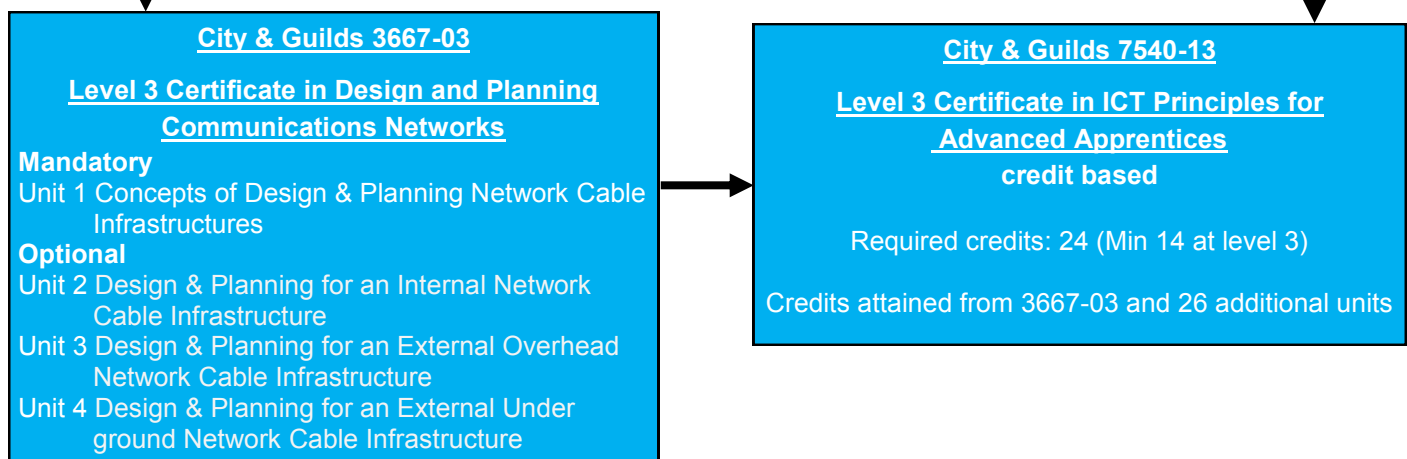 City & Guilds 3667-03
Level 3 Certificate in Design and Planning
Communications Networks
Mandatory
Unit 1 Concepts of Design & Planning Network Cable
Infrastructures
Optional
Unit 2 Design & Planning for an Internal Network
Cable Infrastructure
Unit 3 Design & Planning for an External Overhead
Network Cable Infrastructure
Unit 4 Design & Planning for an External Under
ground Network Cable Infrastructure
City & Guilds 7540-13
Level 3 Certificate in ICT Principles for
Advanced Apprentices
credit based
Required credits: 24 (Min 14 at level 3)
Credits attained from 3667-03 and 26 additional units